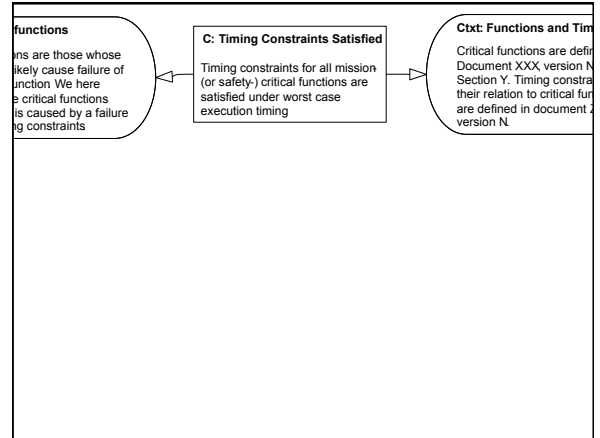 functions
ons are those whose
ikely cause failure of
unction We here
e critical functions
is caused by a failure
ng constraints
C: Timing Constraints Satisfied
Timing constraints for all mission-
(or safety-) critical functions are
satisfied under worst case
execution timing
Ctxt: Functions and Tim
Critical functions are defin
Document XXX, version N
Section Y. Timing constra
their relation to critical fun
are defined in document Z
version N.